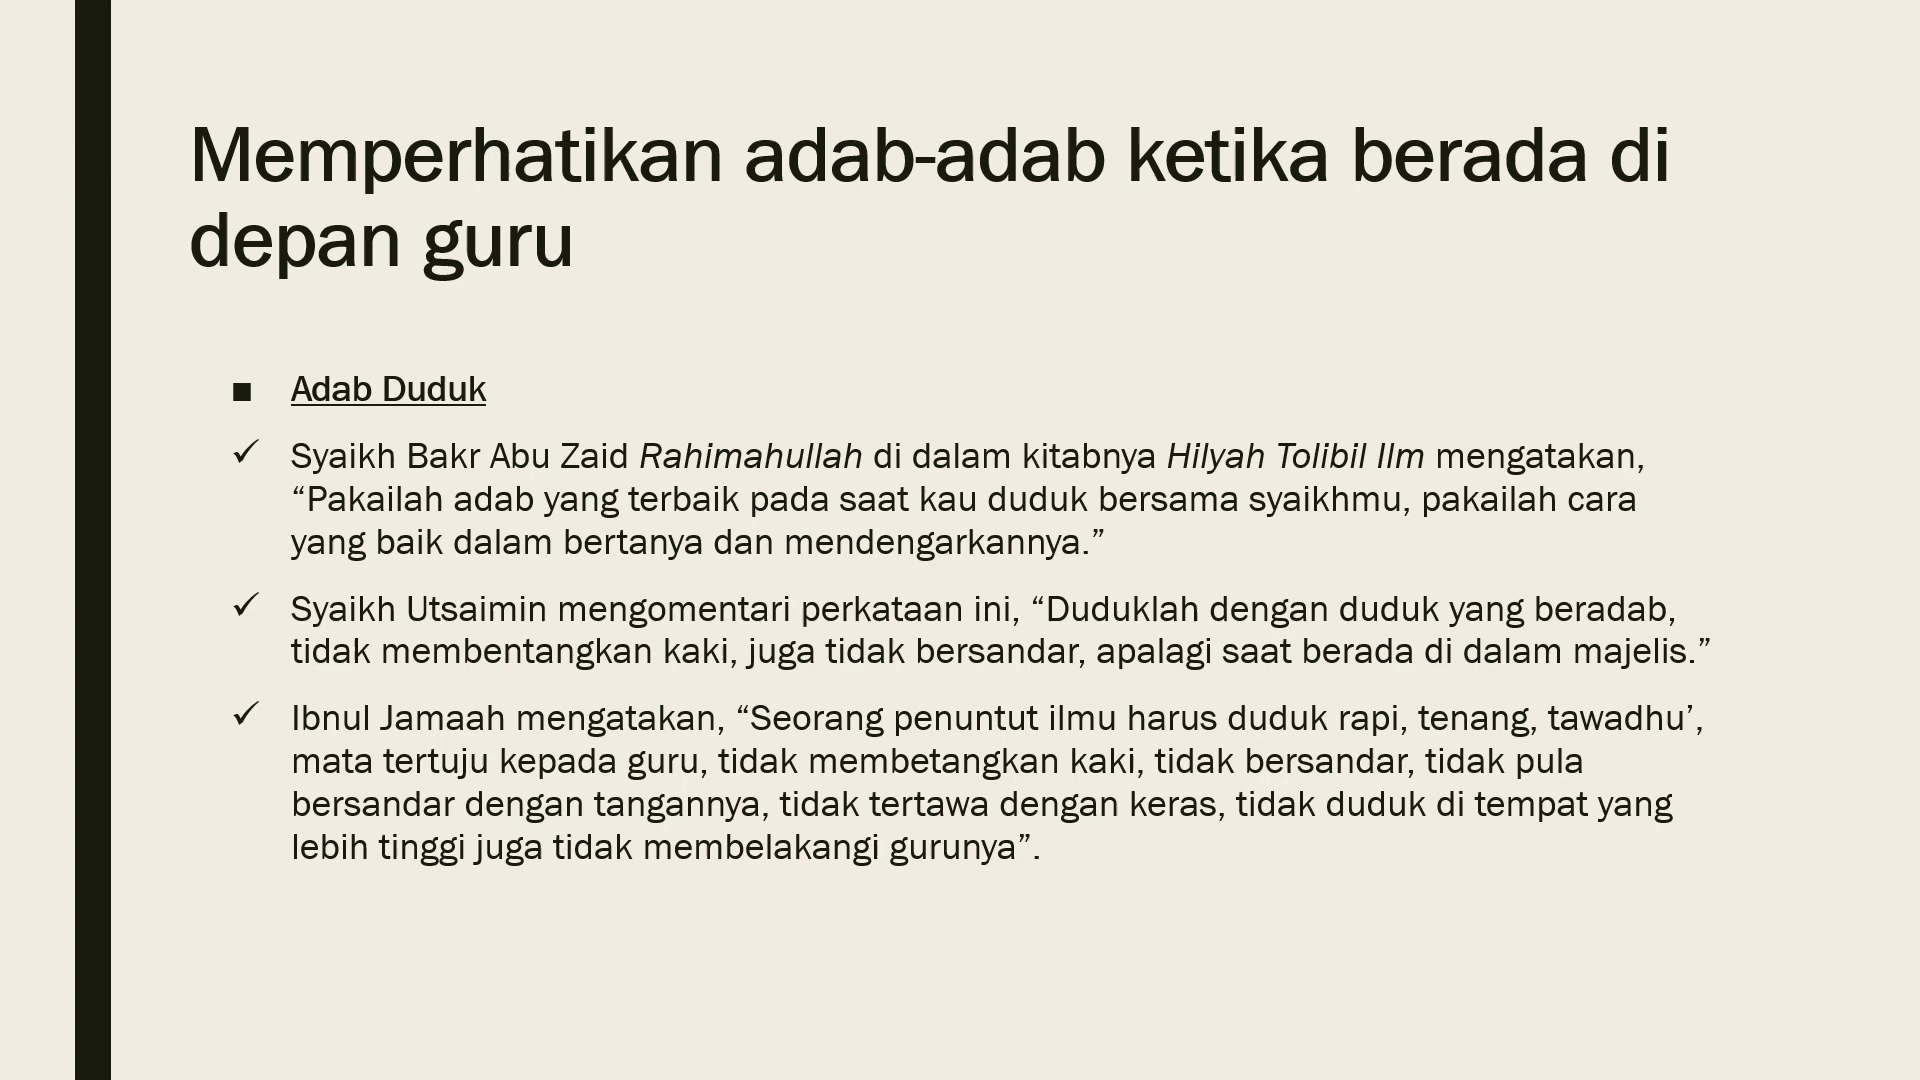 Memperhatikan adab-adab ketika berada di
depan guru
■ Adab Duduk
✓ Syaikh Bakr Abu Zaid Rahimahullah di dalam kitabnya Hilyah Tolibil Ilm mengatakan,
“Pakailah adab yang terbaik pada saat kau duduk bersama syaikhmu, pakailah cara
yang baik dalam bertanya dan mendengarkannya.”
✓ Syaikh Utsaimin mengomentari perkataan ini, “Duduklah dengan duduk yang beradab,
tidak membentangkan kaki, juga tidak bersandar, apalagi saat berada di dalam majelis.”
✓ Ibnul Jamaah mengatakan, “Seorang penuntut ilmu harus duduk rapi, tenang, tawadhu’,
mata tertuju kepada guru, tidak membetangkan kaki, tidak bersandar, tidak pula
bersandar dengan tangannya, tidak tertawa dengan keras, tidak duduk di tempat yang
lebih tinggi juga tidak membelakangi gurunya”.